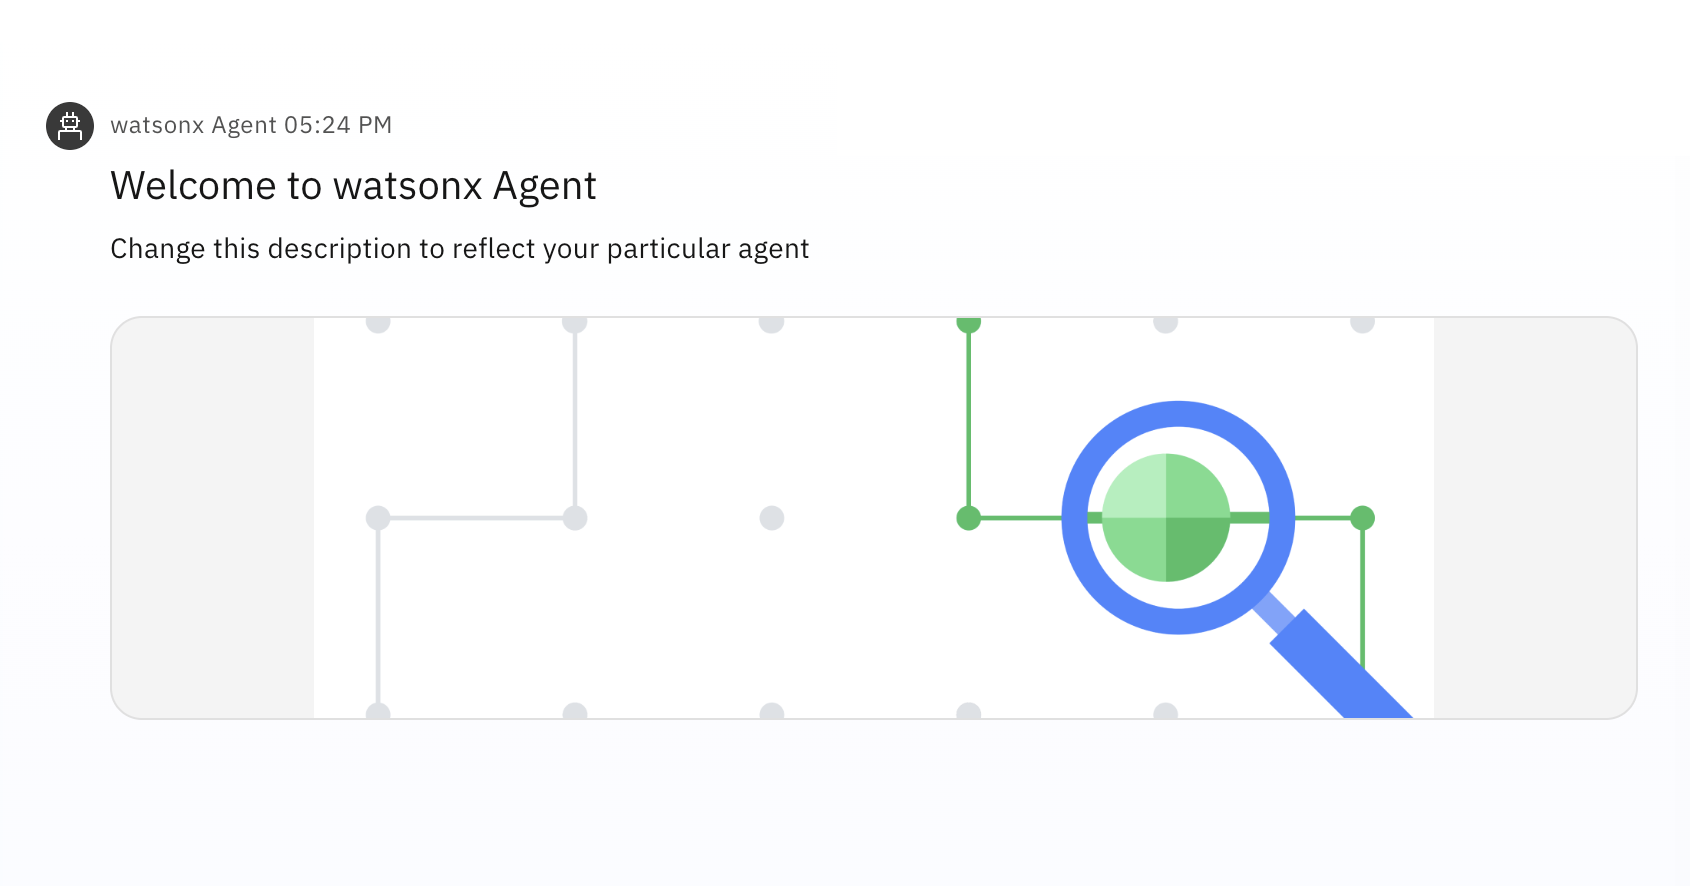 watsonx Agent 05:24 PM
Welcome to watsonx Agent
Change this description to reflect your particular agent